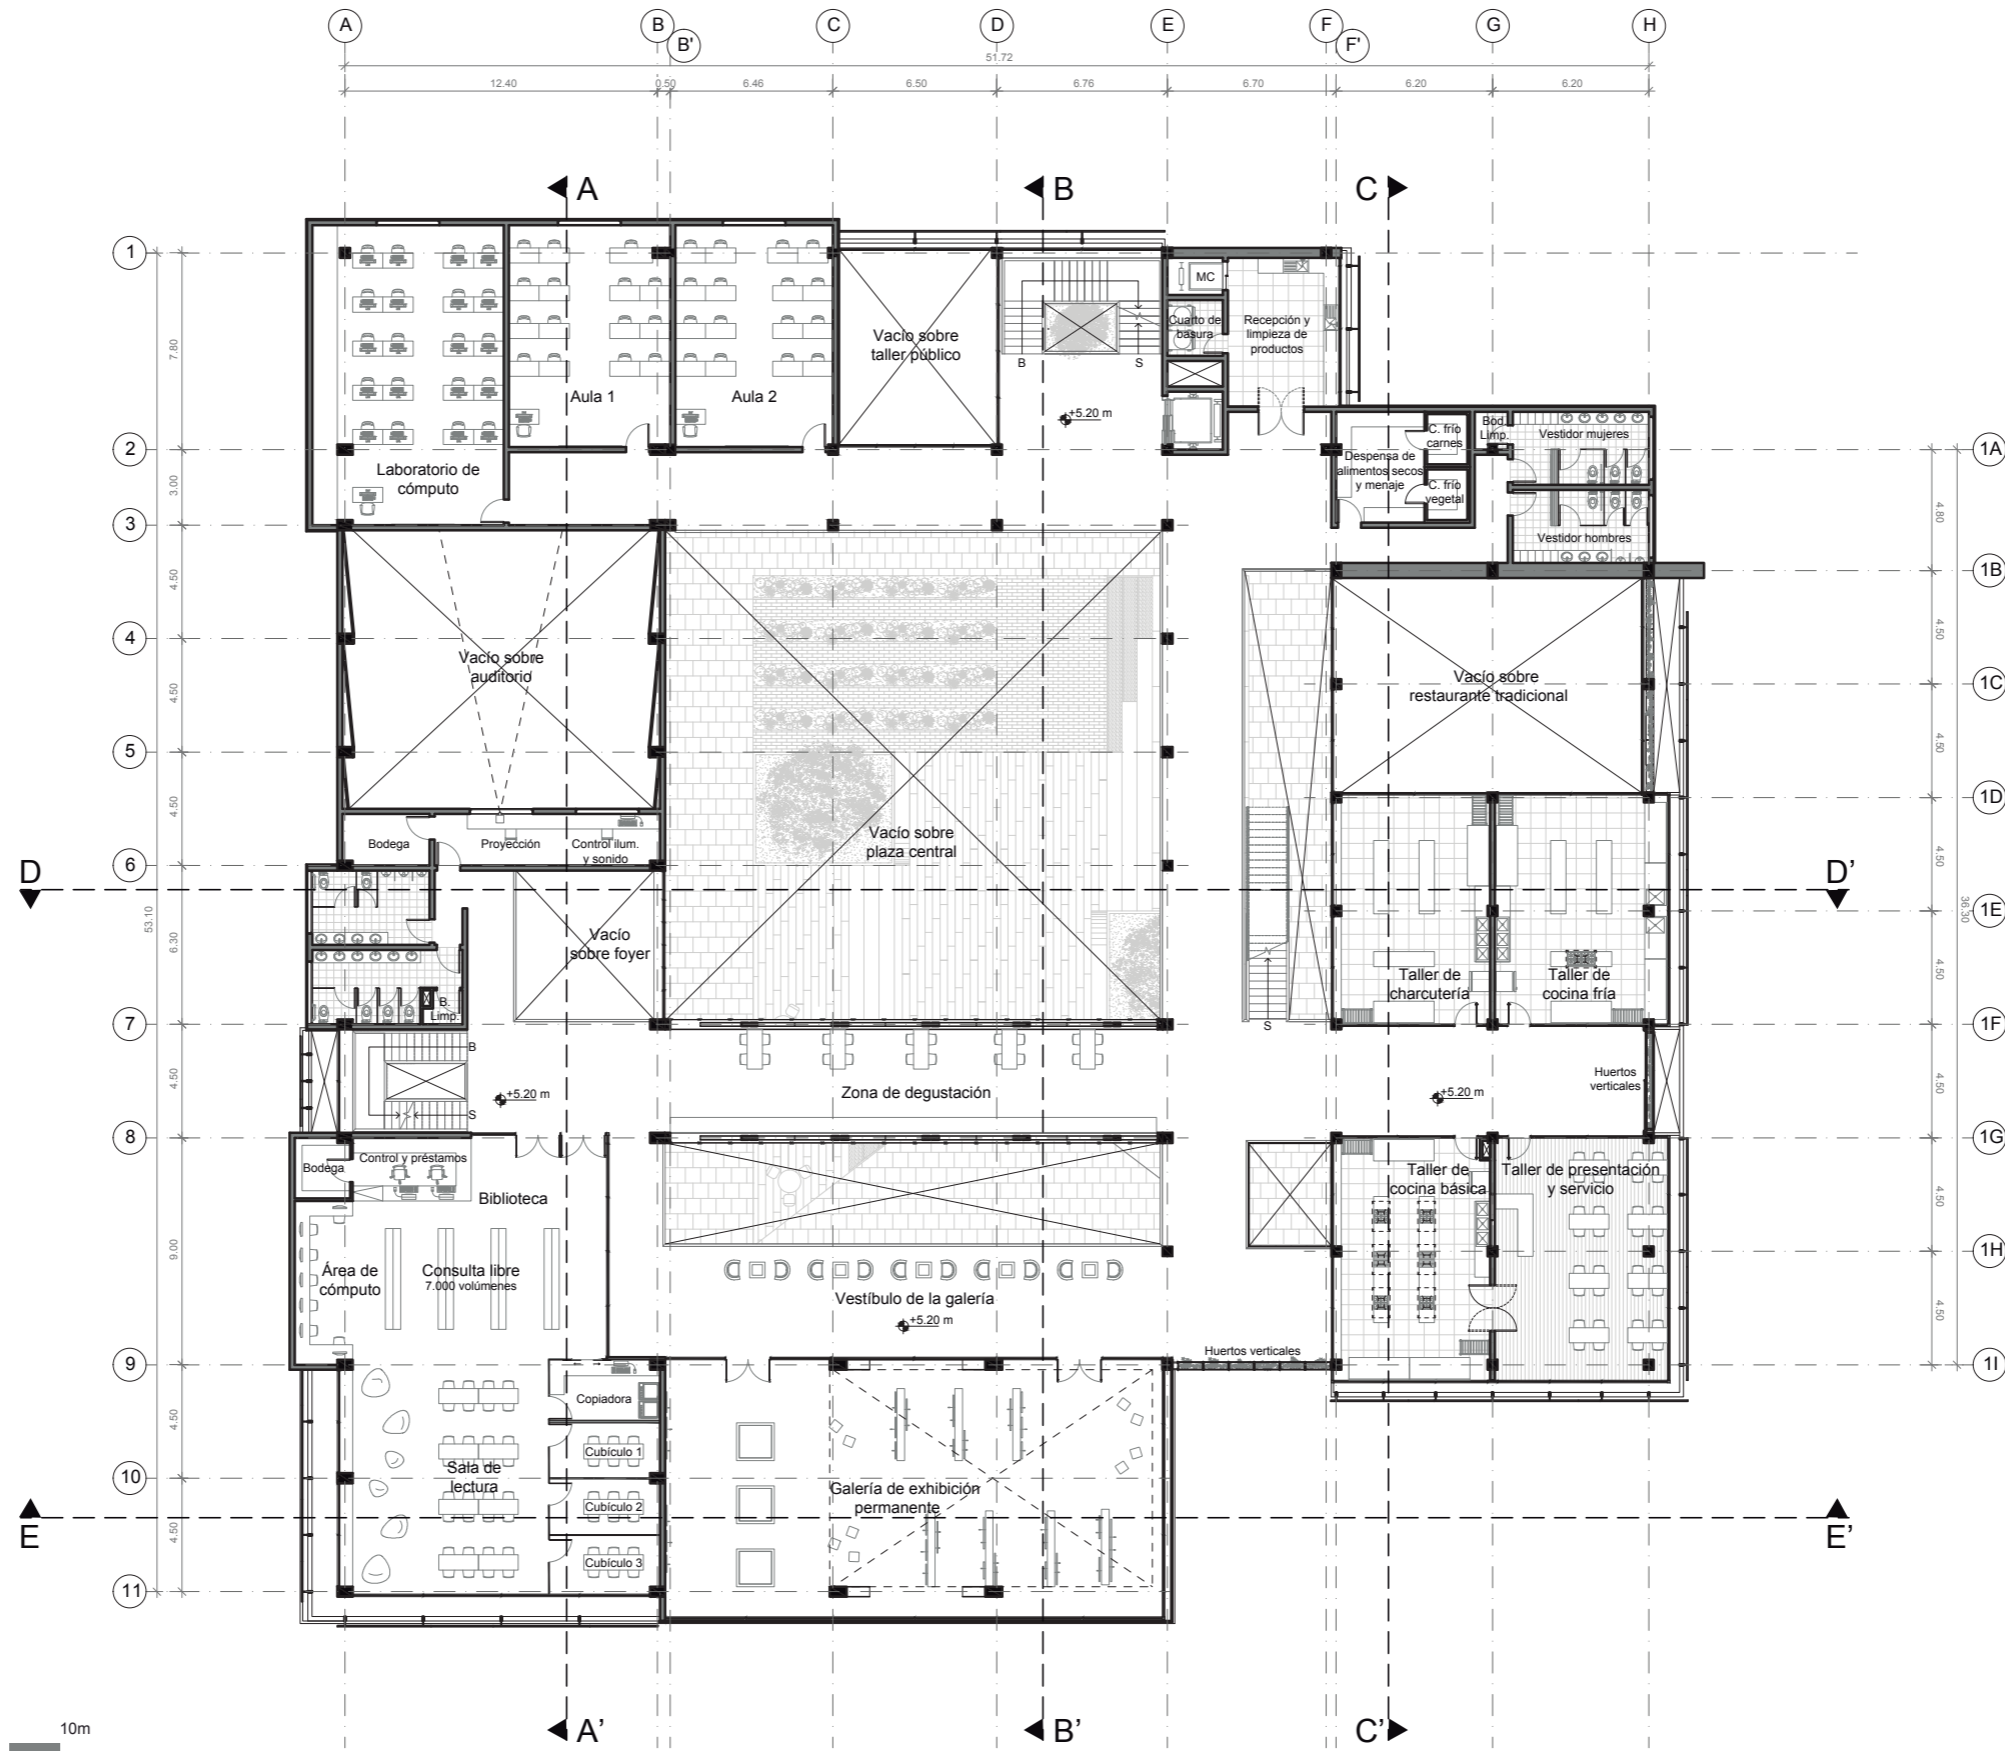 A
B
B'
C
D
E
F
F'
G
H
51.72
12.40
0.50
6.46
6.50
6.76
6.70
6.20
6.20
A
B
C
1
MC
Cuarto de
basura
Recepción y
limpieza de
productos
Vacío sobre
taller público
7.80
B
S
Aula 1
Aula 2
+5.20 m
C. frío
carnes
Bod.
Limp.
Vestidor mujeres
2
1A
Laboratorio de
cómputo
Despensa de
alimentos secos
y menaje
C. frío
vegetal
3.00
4.80
3
Vestidor hombres
1B
4.50
4.50
4
Vacío sobre
auditorio
Vacío sobre
restaurante tradicional
1C
4.50
4.50
5
1D
4.50
Vacío sobre
plaza central
Bodega
Proyección
Control ilum.
y sonido
4.50
6
D
D'
53.10
36.30
1E
6.30
Vacío
sobre foyer
4.50
Taller de
charcutería
Taller de
cocina fría
B.
Limp.
7
S
1F
B
4.50
Zona de degustación
Huertos
verticales
4.50
+5.20 m
+5.20 m
S
8
1G
Bodega
Control y préstamos
Biblioteca
Taller de
cocina básica
Taller de presentación
y servicio
4.50
9.00
1H
Área de
cómputo
Consulta libre
7.000 volúmenes
Vestíbulo de la galería
+5.20 m
4.50
Huertos verticales
9
1I
Copiadora
4.50
Cubículo 1
Sala de
lectura
10
Galería de exhibición
permanente
Cubículo 2
E
E'
4.50
Cubículo 3
11
A'
B'
C'
10m